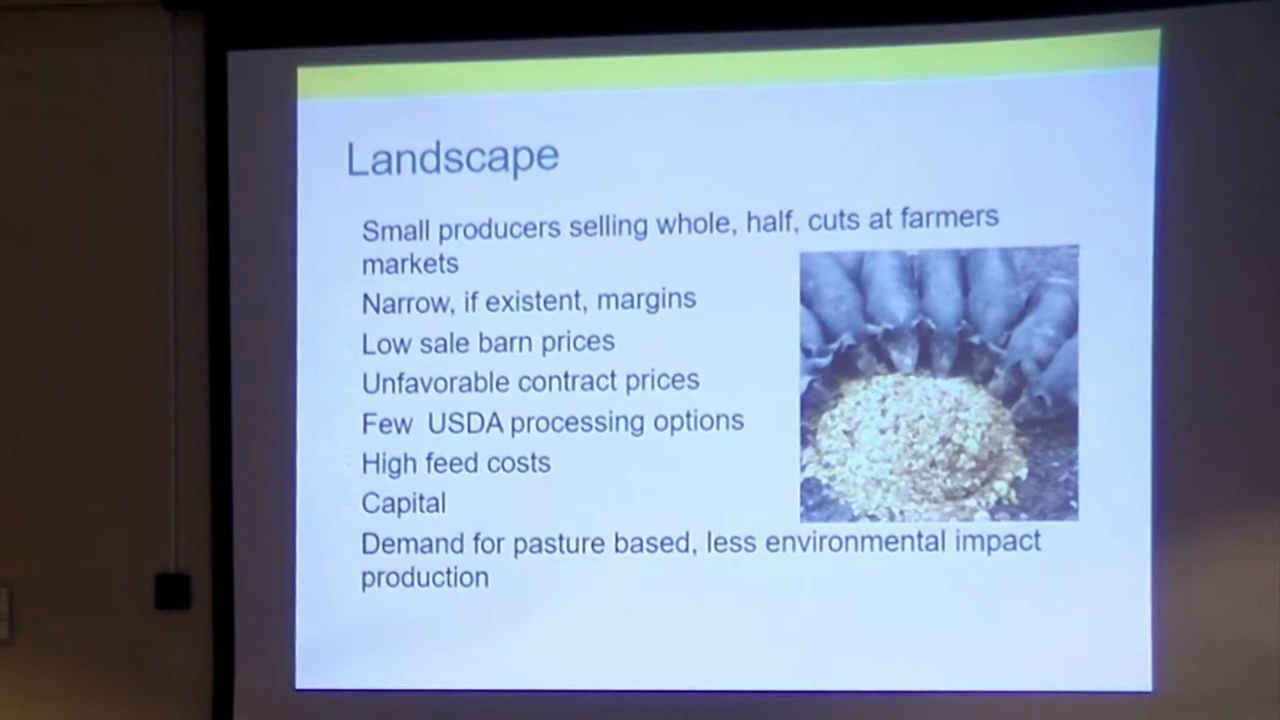 Landscape
Small producers selling whole, half, cuts at farmers
markets
Narrow, if existent, margins
Low sale barn prices
Unfavorable contract prices
Few  USDA processing options
High feed costs
Capital
Demand for pasture based, less environmental impact
production